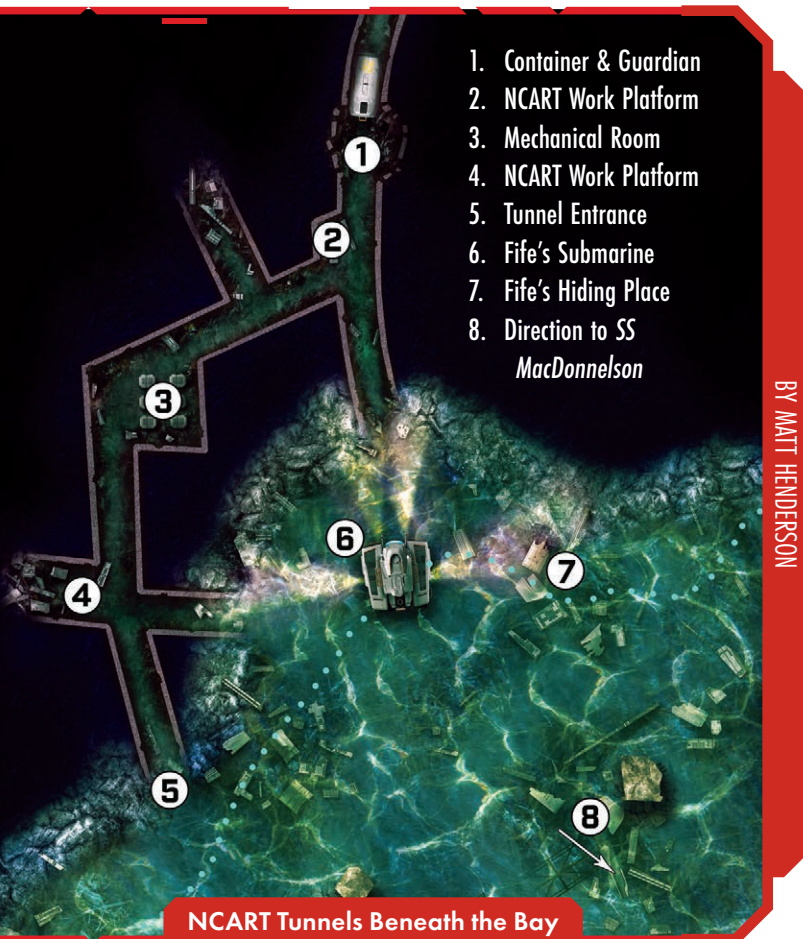 1. Container & Guardian
2. NCART Work Platform
3. Mechanical Room
4. NCART Work Platform
5. Tunnel Entrance
6. Fife's Submarine
7. Fife's Hiding Place
8. Direction to SS
MacDonnelson
1
2
3
4
5
6
7
8
BY MATT HENDERSON
NCART Tunnels Beneath the Bay